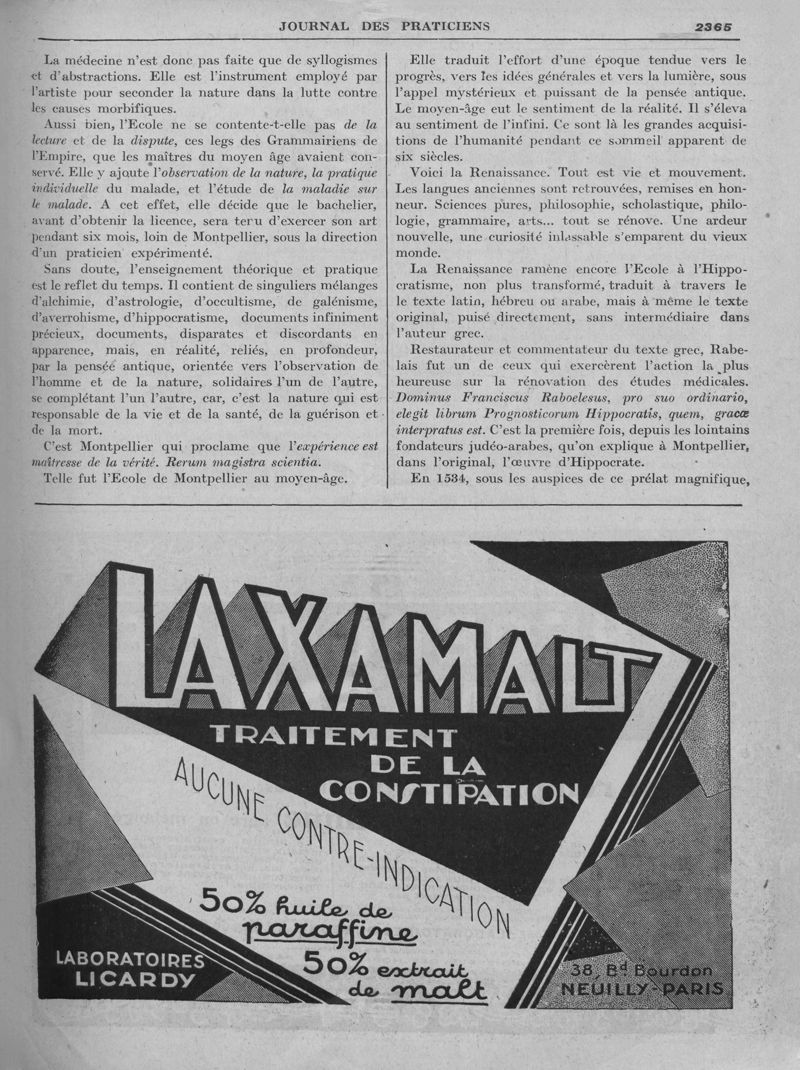 JOURNAL DES PRATICIENS
2365
La médecine n'est donc pas faite que de syllogismes
et d'abstractions. Elle est l'instrument employé par
l'artiste pour seconder la nature dans la lutte contre
les causes morbifiques.
Aussi bien, l'Ecole ne se contente-t-elle pas de la
lecture et de la dispute, ces legs des Grammairiens de
l'Empire, que les maîtres du moyen âge avaient con-
servé. Elle y ajoute l'observation de la nature, la pratique
individuelle du malade, et l'étude de la maladie sur
le malade. A cet effet, elle décide que le bachelier,
avant d'obtenir la licence, sera tenu d'exercer son art
pendant six mois, loin de Montpellier, sous la direction
d'un praticien expérimenté.
Sans doute, l'enseignement théorique et pratique
est le reflet du temps. Il contient de singuliers mélanges
d'alchimie, d'astrologie, d'occultisme, de galénisme,
d'averrohisme, d'hippocratisme, documents infiniment
précieux, documents, disparates et discordants en
apparence, mais, en réalité, reliés, en profondeur,
par la penséé antique, orientée vers l'observation de
l'homme et de la nature, solidaires l'un de l'autre,
se complétant l'un l'autre, car, c'est la nature qui est
responsable de la vie et de la santé, de la guérison et
de la mort.
C'est Montpellier qui proclame que l'expérience est
maîtresse de la vérité. Rerum magistra scientia.
Telle fut l'Ecole de Montpellier au moyen-âge.
Elle traduit l'effort d'une époque tendue vers le
progrès, vers les idées générales et vers la lumière, sous
l'appel mystérieux et puissant de la pensée antique.
Le moyen-âge eut le sentiment de la réalité. Il s'éleva
au sentiment de l'infini. Ce sont là les grandes acquisi-
tions de l'humanité pendant ce sommeil apparent de
six siècles.
Voici la Renaissance. Tout est vie et mouvement.
Les langues anciennes sont retrouvées, remises en hon-
neur. Sciences pures, philosophie, scholastique, philo-
logie, grammaire, arts... tout se rénove. Une ardeur
nouvelle, une curiosité inlassable s'emparent du vieux
monde.
La Renaissance ramène encore l'Ecole à l'Hippo-
cratisme, non plus transformé, traduit à travers le
le texte latin, hébreu ou arabe, mais à même le texte
original, puisé directement, sans intermédiaire dans
l'auteur grec.
Restaurateur et commentateur du texte grec, Rabe-
lais fut un de ceux qui exercèrent l'action la plus
heureuse sur la rénovation des études médicales.
Dominus Franciscus Raboelesus, pro suo ordinario,
elegit librum Prognosticorum Hippocratis, quem, gracœ
interpratus est. C'est la première fois, depuis les lointains
fondateurs judéo-arabes, qu'on explique à Montpellier,
dans l'original, l'œuvre d'Hippocrate.
En 1534, sous les auspices de ce prélat magnifique,
LAXAMALT
TRAITEMENT
DE LA
CONSTIPATION
AUCUNE CONTRE-INDICATION
50% huile de
paraffine
50% extrait
de malt
LABORATOIRES
LICARDY
38, Bd Bourdon
NEUILLY-PARIS